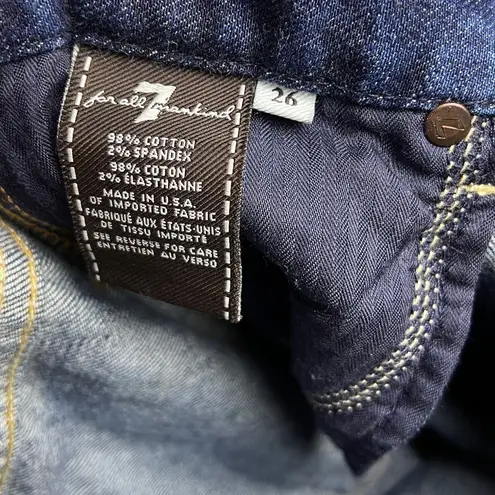 7
for all mankind
26
98% COTTON
2% SPANDEX
98% COTON
2% ÉLASTHANNE
MADE IN U.S.A.
OF IMPORTED FABRIC
FABRIQUÉ AUX ÉTATS-UNIS
DE TISSU IMPORTÉ
SEE REVERSE FOR CARE
ENTRETIEN AU VERSO
7